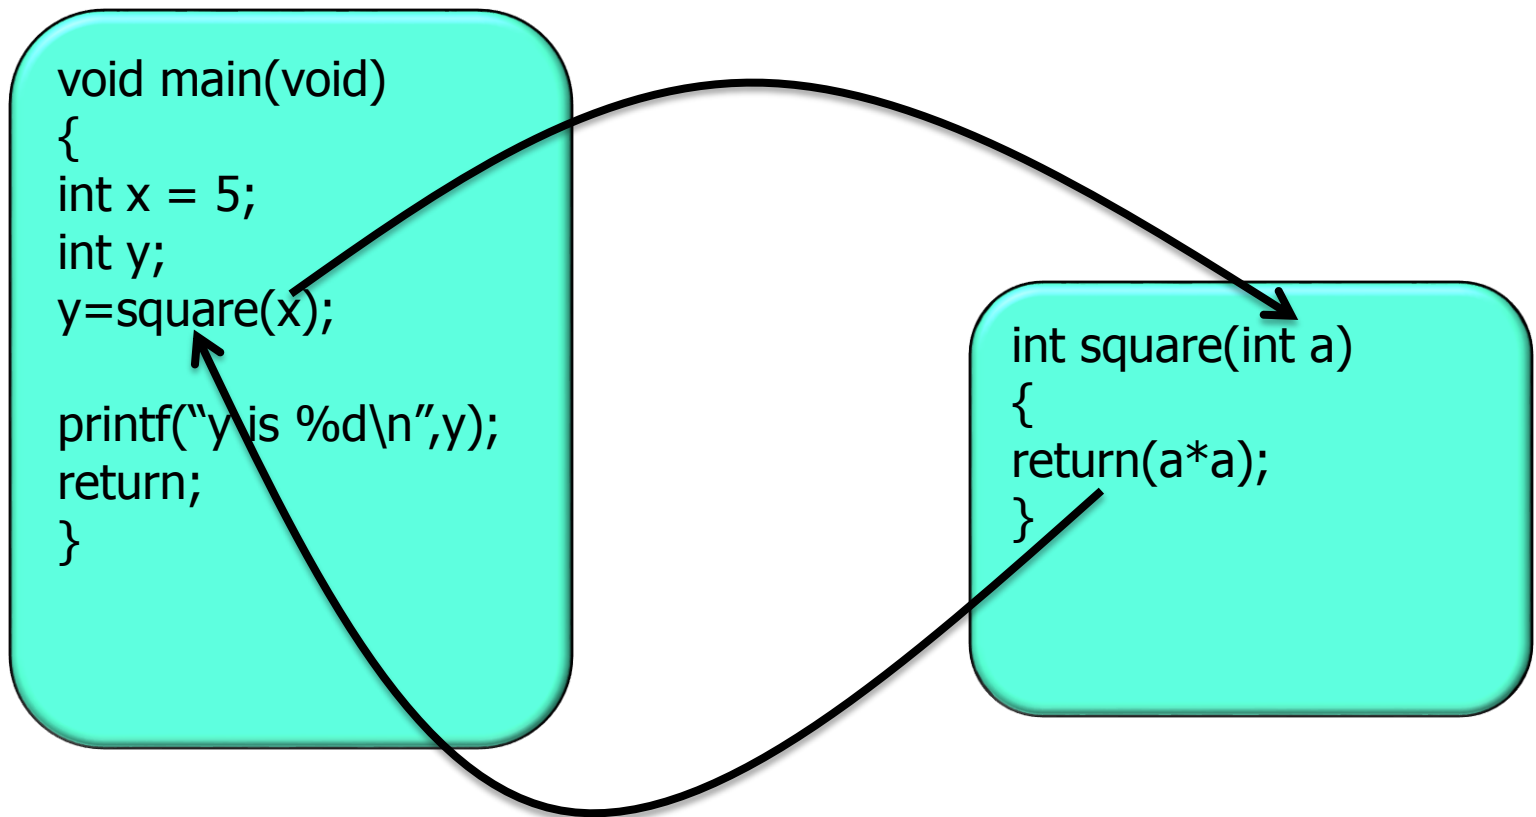 void main(void)
{
int x = 5;
int y;
y=square(x);
printf(“y is %d\n”,y);
return;
}
int square(int a)
{
return(a*a);
}